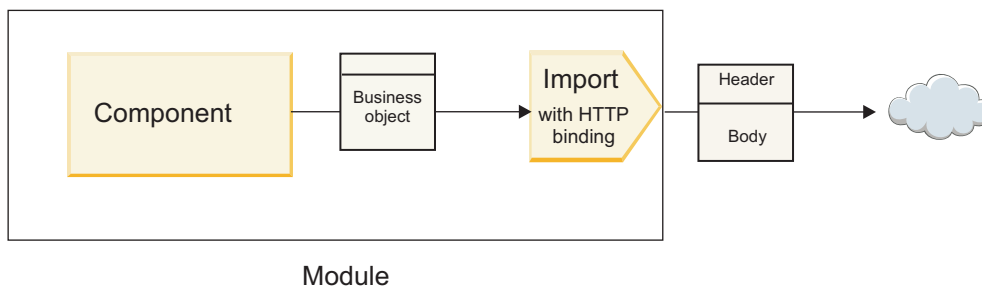 Component
Business
object
Import
with HTTP
binding
Header
Body
Module